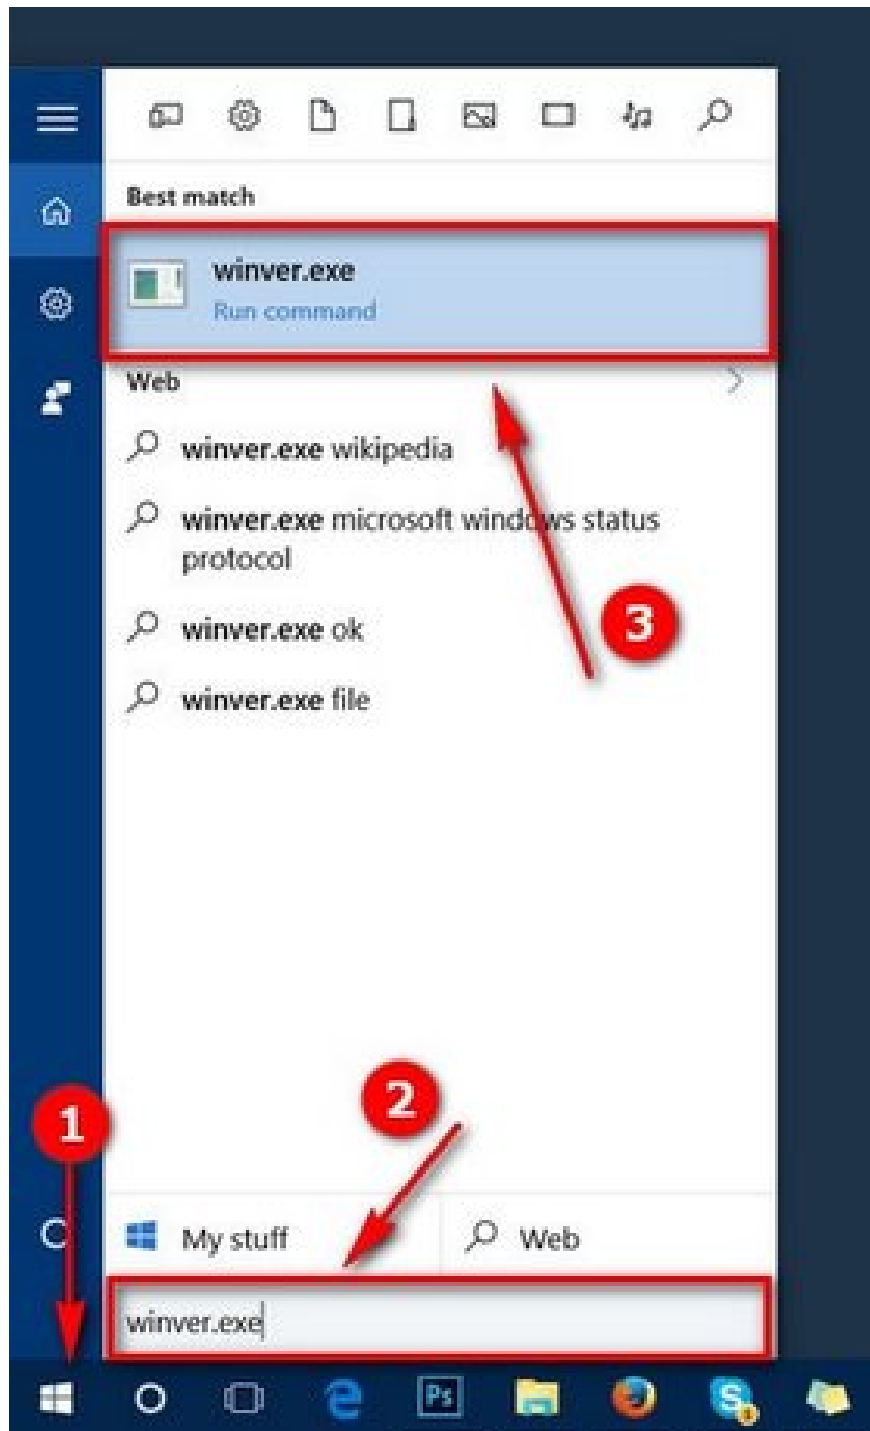 Best match
winver.exe
Run command
Web
winver.exe wikipedia
winver.exe microsoft windows status
protocol
3
winver.exe ok
winver.exe file
2
1
My stuff
Web
winver.exe
Ps
S